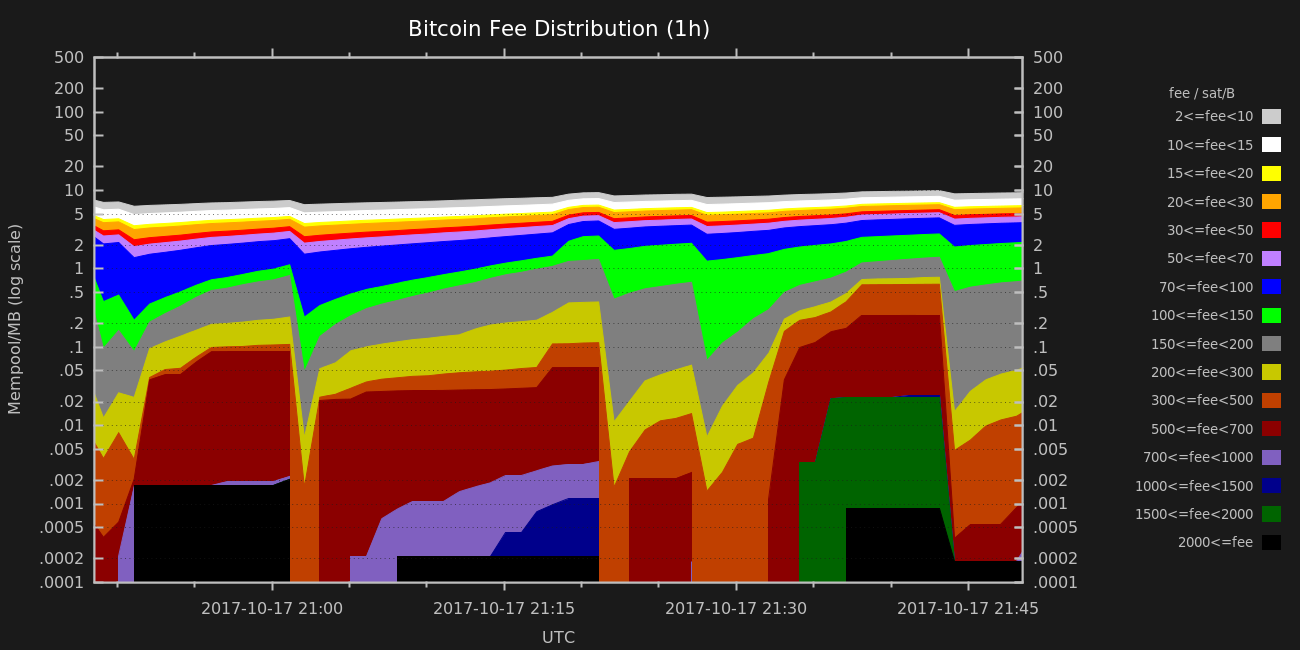 Bitcoin Fee Distribution (1h)
500
200
100
50
20
10
5
2
1
.5
.2
.1
.05
.02
.01
.005
.002
.001
.0005
.0002
.0001
Mempool/MB (log scale)
500
200
100
50
20
10
5
2
1
.5
.2
.1
.05
.02
.01
.005
.002
.001
.0005
.0002
.0001
2017-10-17 21:00
2017-10-17 21:15
2017-10-17 21:30
2017-10-17 21:45
UTC
fee / sat/B
2<=fee<10
10<=fee<15
15<=fee<20
20<=fee<30
30<=fee<50
50<=fee<70
70<=fee<100
100<=fee<150
150<=fee<200
200<=fee<300
300<=fee<500
500<=fee<700
700<=fee<1000
1000<=fee<1500
1500<=fee<2000
2000<=fee